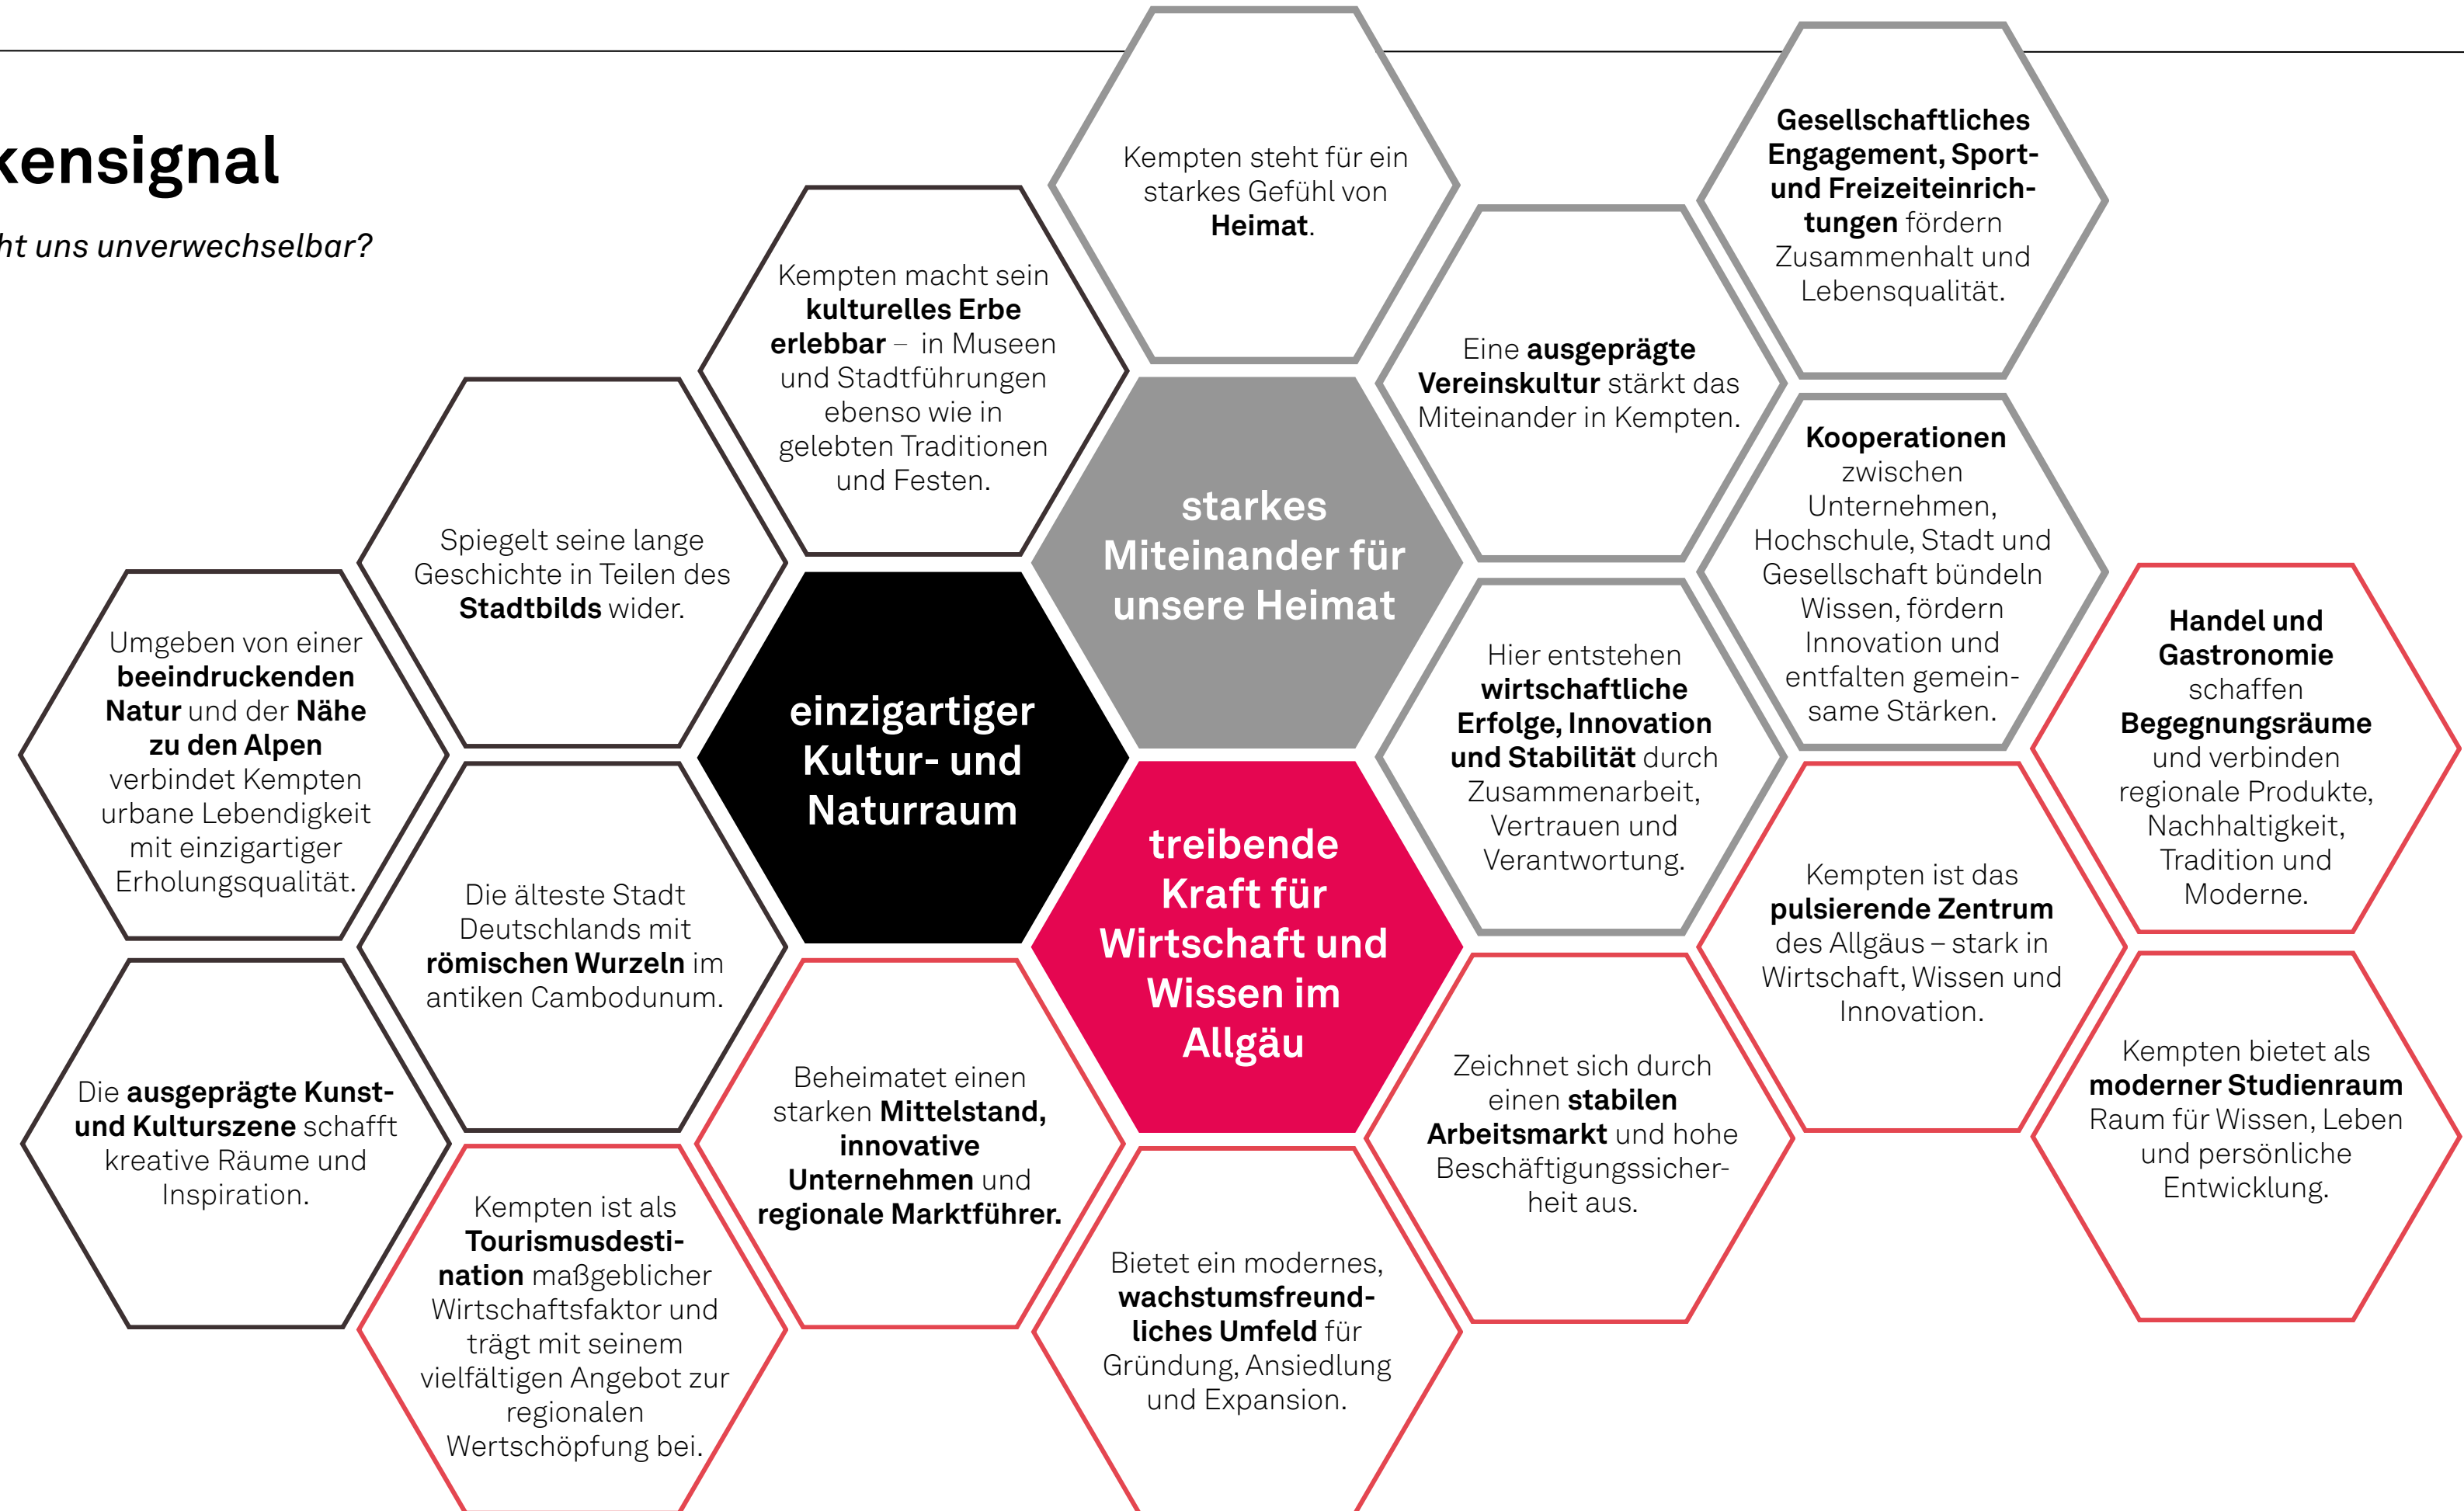 kensignal
ht uns unverwechselbar?
Kempten steht für ein
starkes Gefühl von
Heimat.
Gesellschaftliches
Engagement, Sport-
und Freizeiteinrich-
tungen fördern
Zusammenhalt und
Lebensqualität.
Kempten macht sein
kulturelles Erbe
erlebbar – in Museen
und Stadtführungen
ebenso wie in
gelebten Traditionen
und Festen.
Eine ausgeprägte
Vereinskultur stärkt das
Miteinander in Kempten.
Spiegelt seine lange
Geschichte in Teilen des
Stadtbilds wider.
starkes
Miteinander für
unsere Heimat
Kooperationen
zwischen
Unternehmen,
Hochschule, Stadt und
Gesellschaft bündeln
Wissen, fördern
Innovation und
entfalten gemein-
same Stärken.
Umgeben von einer
beeindruckenden
Natur und der Nähe
zu den Alpen
verbindet Kempten
urbane Lebendigkeit
mit einzigartiger
Erholungsqualität.
einzigartiger
Kultur- und
Naturraum
Hier entstehen
wirtschaftliche
Erfolge, Innovation
und Stabilität durch
Zusammenarbeit,
Vertrauen und
Verantwortung.
Handel und
Gastronomie
schaffen
Begegnungsräume
und verbinden
regionale Produkte,
Nachhaltigkeit,
Tradition und
Moderne.
Die älteste Stadt
Deutschlands mit
römischen Wurzeln im
antiken Cambodunum.
treibende
Kraft für
Wirtschaft und
Wissen im
Allgäu
Kempten ist das
pulsierende Zentrum
des Allgäus – stark in
Wirtschaft, Wissen und
Innovation.
Die ausgeprägte Kunst-
und Kulturszene schafft
kreative Räume und
Inspiration.
Beheimatet einen
starken Mittelstand,
innovative
Unternehmen und
regionale Marktführer.
Zeichnet sich durch
einen stabilen
Arbeitsmarkt und hohe
Beschäftigungssicher-
heit aus.
Kempten bietet als
moderner Studienraum
Raum für Wissen, Leben
und persönliche
Entwicklung.
Kempten ist als
Tourismusdesti-
nation maßgeblicher
Wirtschaftsfaktor und
trägt mit seinem
vielfältigen Angebot zur
regionalen
Wertschöpfung bei.
Bietet ein modernes,
wachstumsfreund-
liches Umfeld für
Gründung, Ansiedlung
und Expansion.